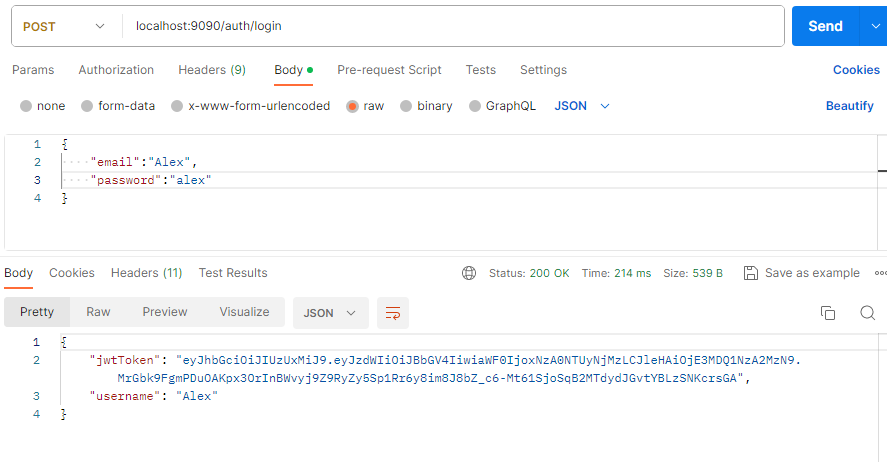 POST localhost:9090/auth/login Send
Params Authorization Headers (9) Body Pre-request Script Tests Settings Cookies
none form-data x-www-form-urlencoded raw binary GraphQL JSON Beautify
1 {
2 "email":"Alex",
3 "password":"alex"
4 }
Body Cookies Headers (11) Test Results Status: 200 OK Time: 214 ms Size: 539 B Save as example
Pretty Raw Preview Visualize JSON
1 {
2 "jwtToken": "eyJhbGciOiJIUzUxMiJ9.eyJzdWIiOiJBbGV4IiwiaWF0IjoxNzA0NTUyNjMzLCJleHAiOjE3MDQ1NzA2MzN9.
MrGbk9FgmPDuOAKpx3OrInBWvyj9Z9RyZy5Sp1Rr6y8im8J8bZ_c6-Mt61SjoSqB2MTdydJGvtYBLzSNKcrsGA",
3 "username": "Alex"
4 }